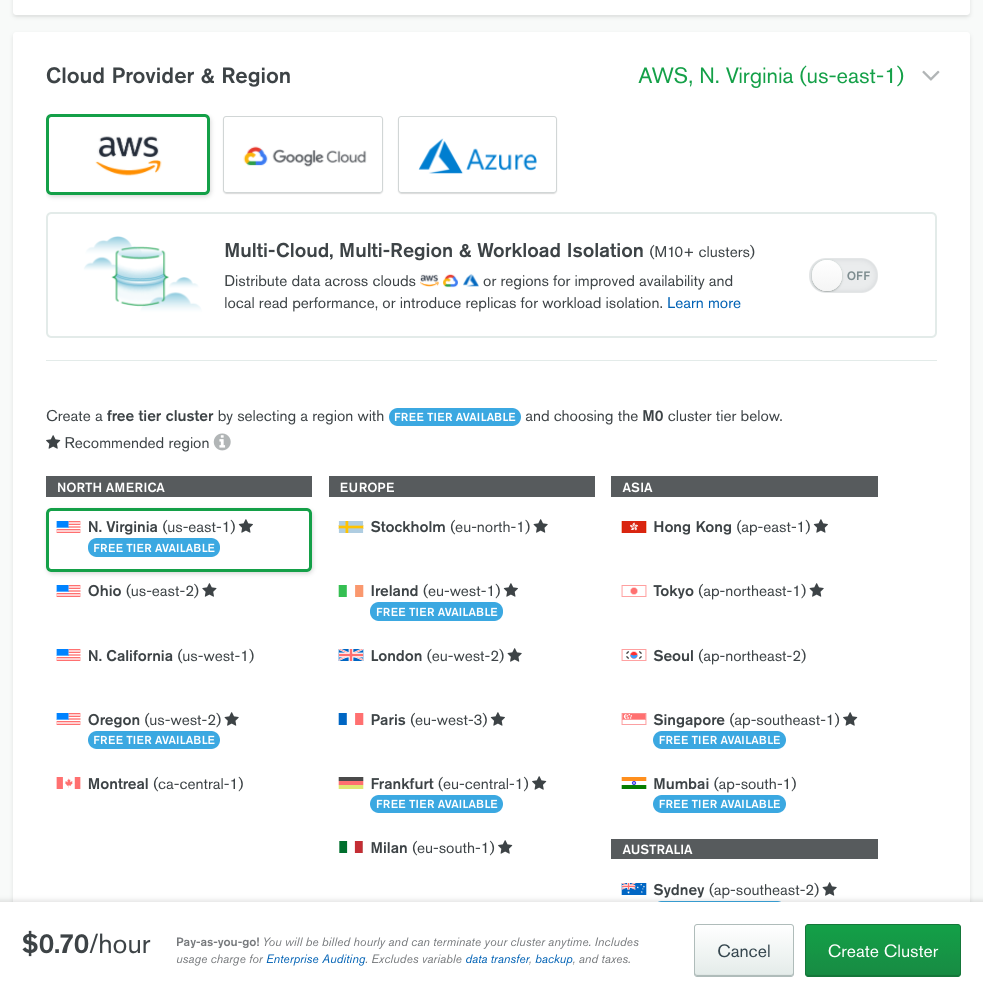 Cloud Provider & Region
AWS, N. Virginia (us-east-1)
aws
Google Cloud
Azure
Multi-Cloud, Multi-Region & Workload Isolation (M10+ clusters)
Distribute data across clouds aws or regions for improved availability and
local read performance, or introduce replicas for workload isolation. Learn more
OFF
Create a free tier cluster by selecting a region with FREE TIER AVAILABLE and choosing the M0 cluster tier below.
★ Recommended region
NORTH AMERICA
N. Virginia (us-east-1) ★
FREE TIER AVAILABLE
Ohio (us-east-2) ★
N. California (us-west-1)
Oregon (us-west-2) ★
FREE TIER AVAILABLE
Montreal (ca-central-1)
EUROPE
Stockholm (eu-north-1) ★
Ireland (eu-west-1) ★
FREE TIER AVAILABLE
London (eu-west-2) ★
Paris (eu-west-3) ★
Frankfurt (eu-central-1) ★
FREE TIER AVAILABLE
Milan (eu-south-1) ★
ASIA
Hong Kong (ap-east-1) ★
Tokyo (ap-northeast-1) ★
Seoul (ap-northeast-2)
Singapore (ap-southeast-1) ★
FREE TIER AVAILABLE
Mumbai (ap-south-1)
FREE TIER AVAILABLE
AUSTRALIA
Sydney (ap-southeast-2) ★
$0.70/hour
Pay-as-you-go! You will be billed hourly and can terminate your cluster anytime. Includes
usage charge for Enterprise Auditing. Excludes variable data transfer, backup, and taxes.
Cancel
Create Cluster